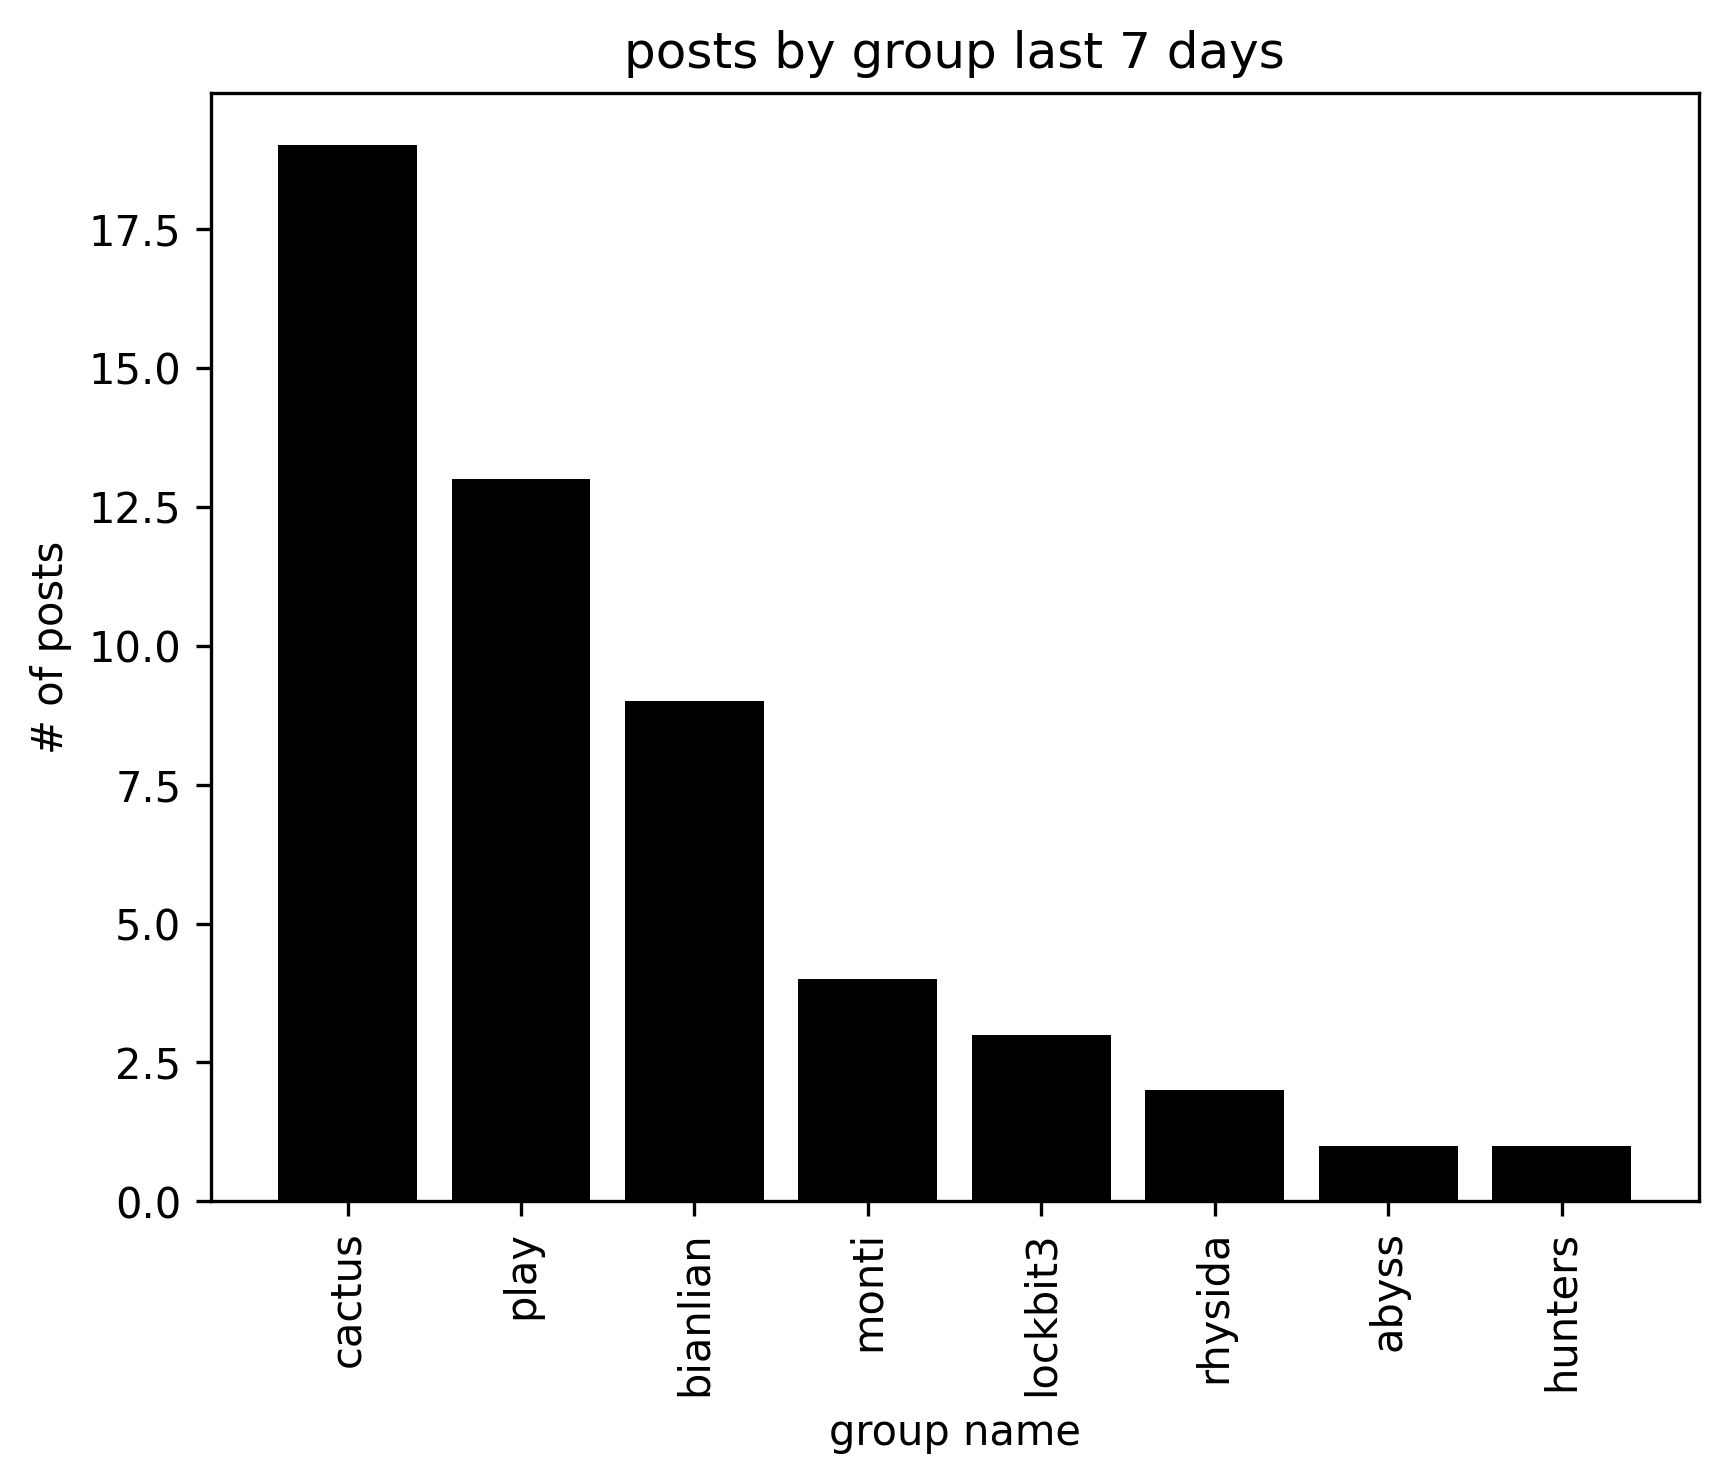 posts by group last 7 days
17.5
15.0
12.5
10.0
7.5
5.0
2.5
0.0
# of posts
cactus
play
bianlian
monti
lockbit3
rhysida
abyss
hunters
group name